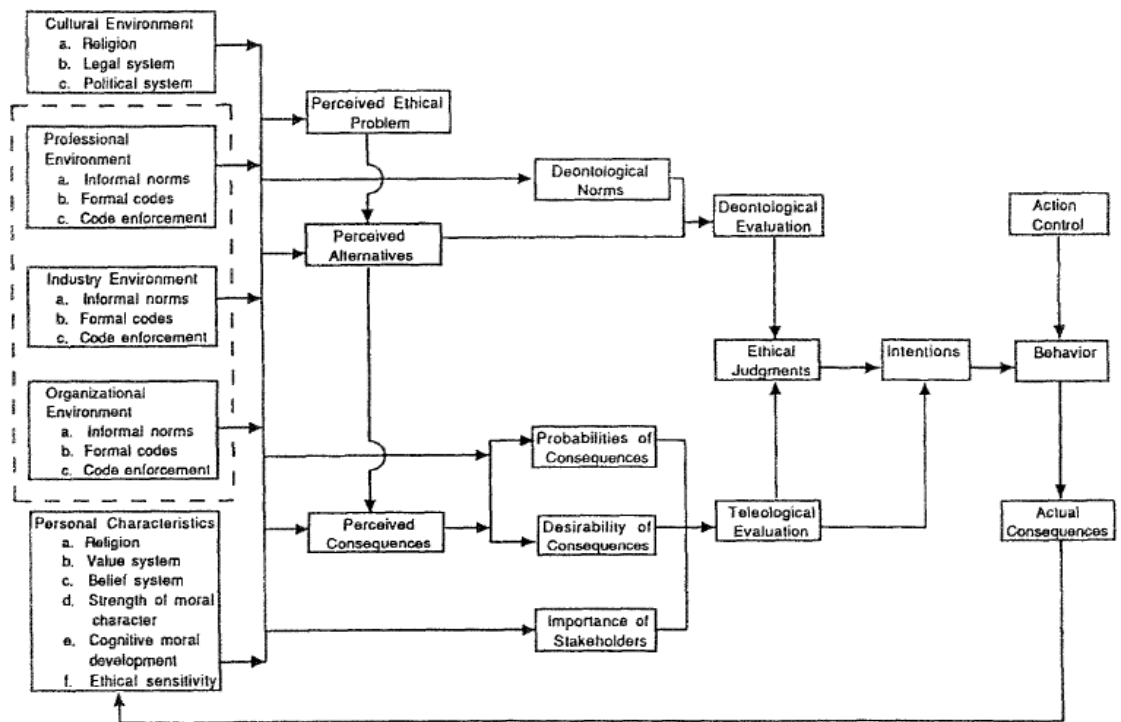 Cultural Environment
a. Religion
b. Legal system
c. Political system
Professional
Environment
a. Informal norms
b. Formal codes
c. Code enforcement
Industry Environment
a. Informal norms
b. Formal codes
c. Code enforcement
Organizational
Environment
a. Informal norms
b. Formal codes
c. Code enforcement
Personal Characteristics
a. Religion
b. Value system
c. Belief system
d. Strength of moral
character
e. Cognitive moral
development
f. Ethical sensitivity
Perceived Ethical
Problem
Perceived
Alternatives
Perceived
Consequences
Deontological
Norms
Probabilities of
Consequences
Desirability of
Consequences
Importance of
Stakeholders
Deontological
Evaluation
Ethical
Judgments
Teleological
Evaluation
Intentions
Action
Control
Behavior
Actual
Consequences